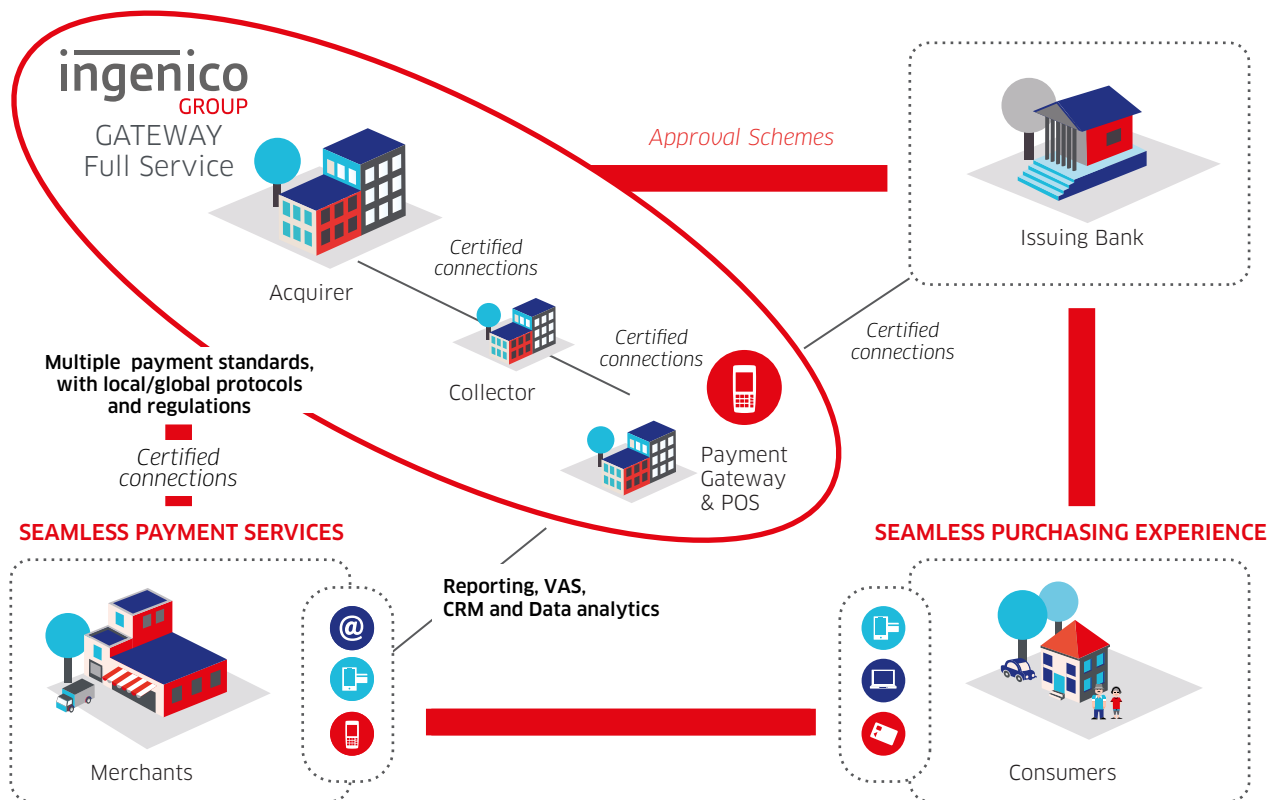 ingenico
GROUP
GATEWAY
Full Service
Approval Schemes
Issuing Bank
Certified
connections
Acquirer
Certified
connections
Certified
connections
Collector
Multiple payment standards,
with local/global protocols
and regulations
Certified
connections
Payment
Gateway
& POS
SEAMLESS PAYMENT SERVICES
SEAMLESS PURCHASING EXPERIENCE
Reporting, VAS,
CRM and Data analytics
@
Merchants
Consumers